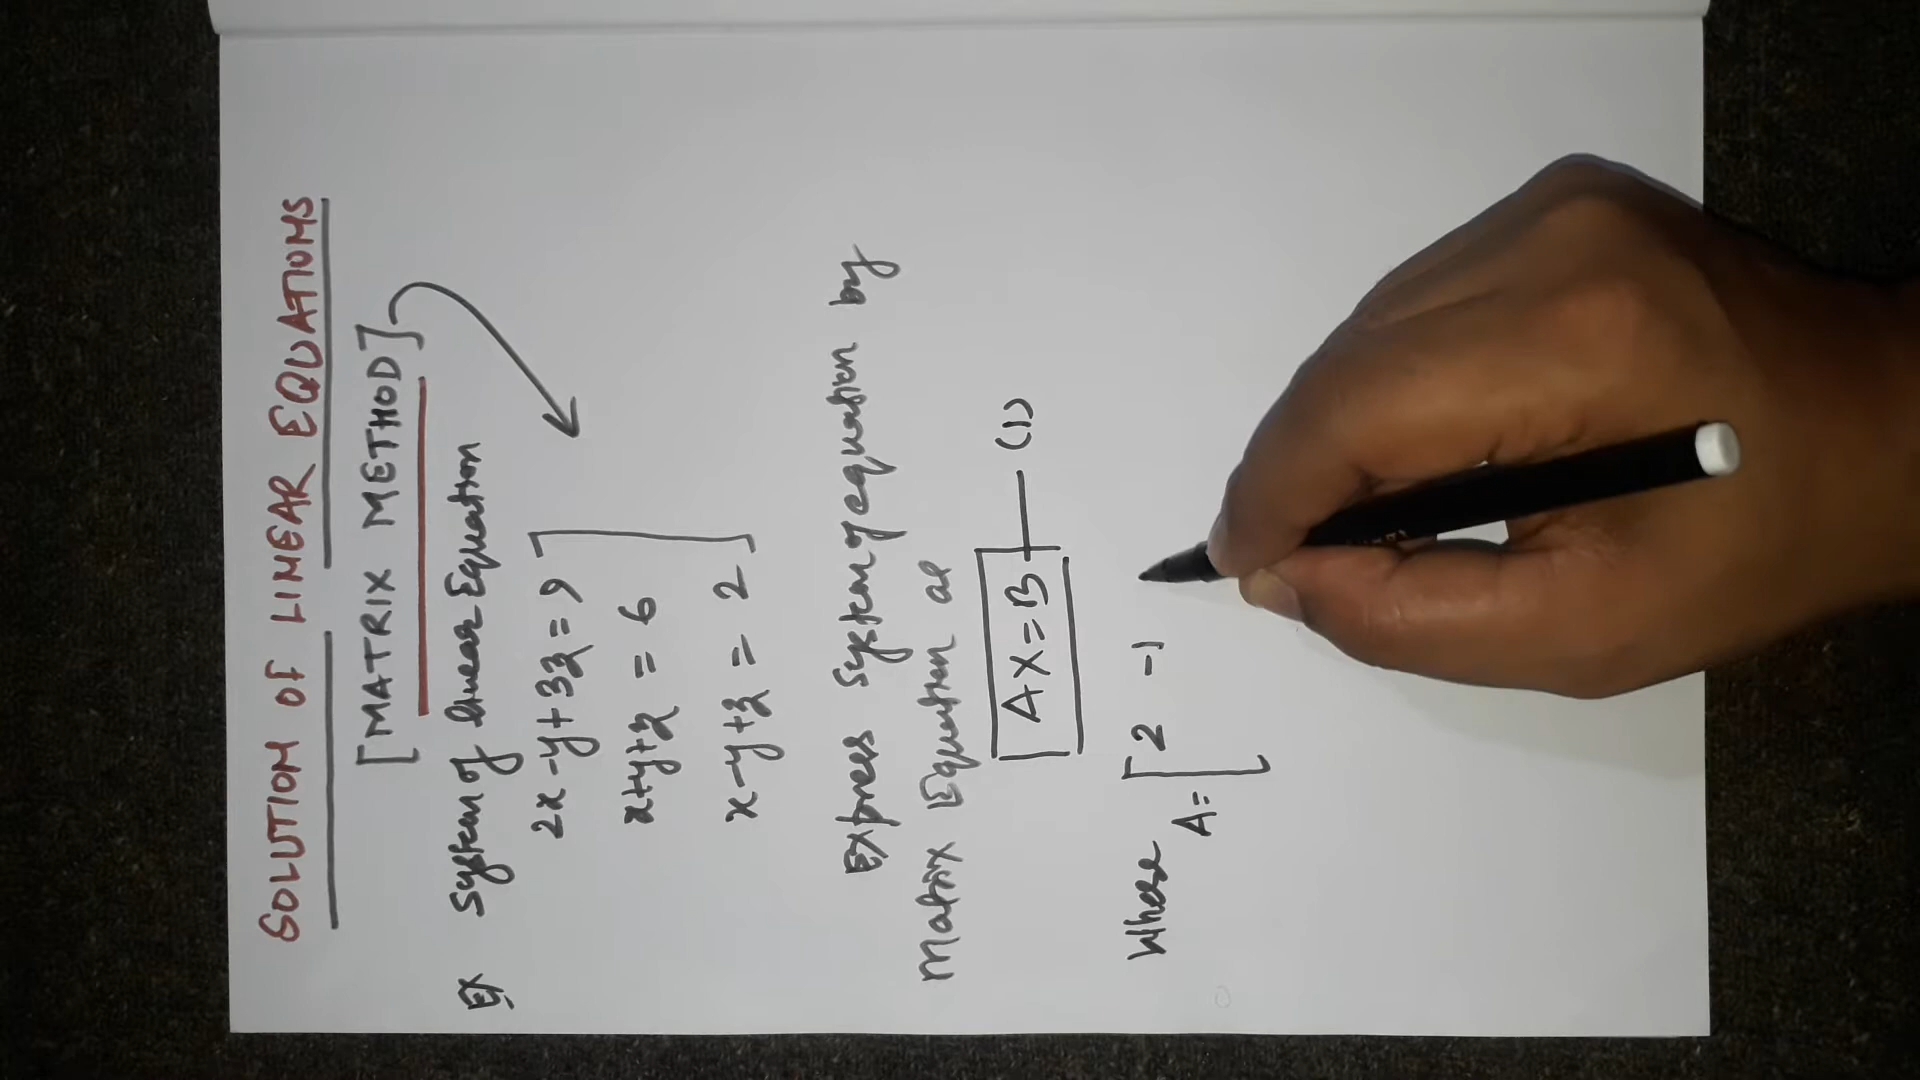 SOLUTION OF LINEAR EQUATIONS
[MATRIX METHOD]
EX System of linear Equation
2x-y+3z=9
x+y+z=6
x-y+z=2
Express System of equation by
Matrix Equation as
AX=B — (1)
Where
A= [2 -1